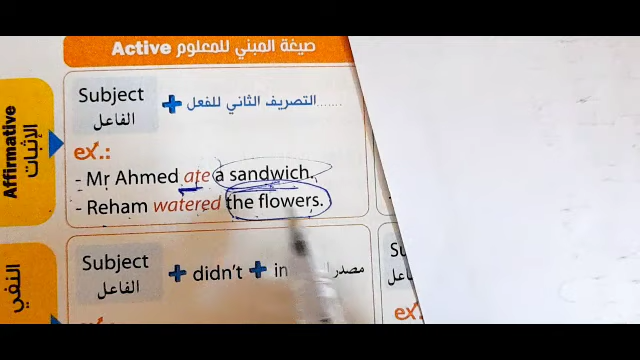 Active صيغة المبني للمعلوم
Affirmative
الإثبات
Subject
الفاعل
+ التصريف الثاني للفعل......
ex.:
- Mr Ahmed ate a sandwich.
- Reham watered the flowers.
النفي
Subject
الفاعل
+ didn't + in مصدر
ex